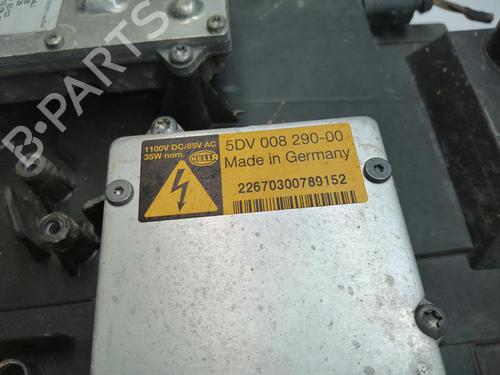 1100V DC/85V AC
35W nom.
HELLA
5DV 008 290-00
Made in Germany
22670300789152
B-PARTS